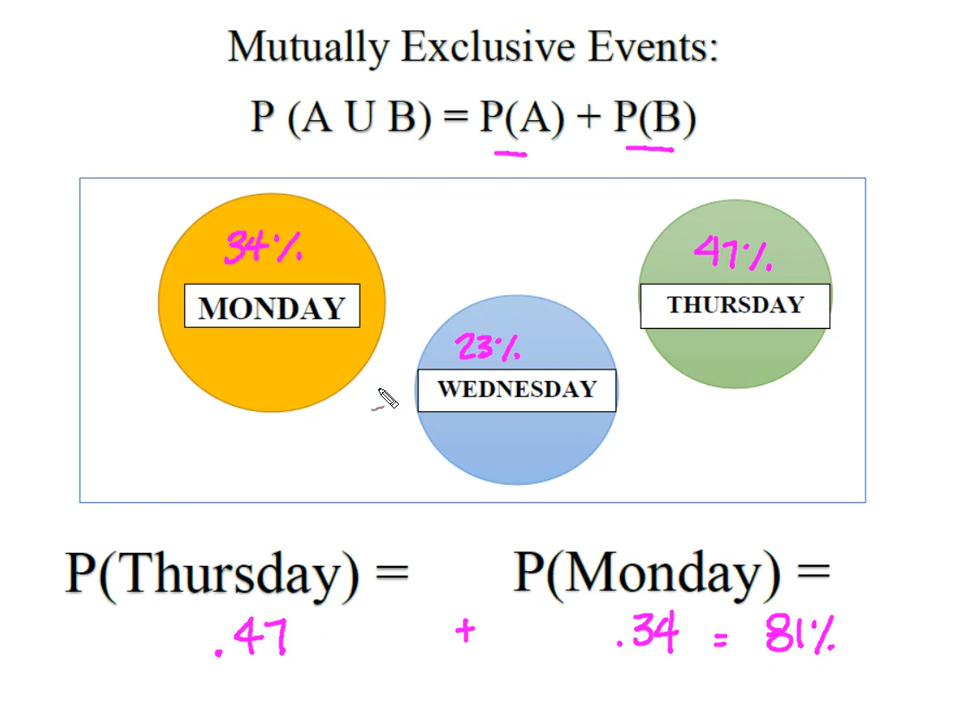 Mutually Exclusive Events:
P (A U B) = P(A) + P(B)
34%
47%
MONDAY
THURSDAY
23%
WEDNESDAY
P(Thursday) = P(Monday) =
.47 + .34 = 81%